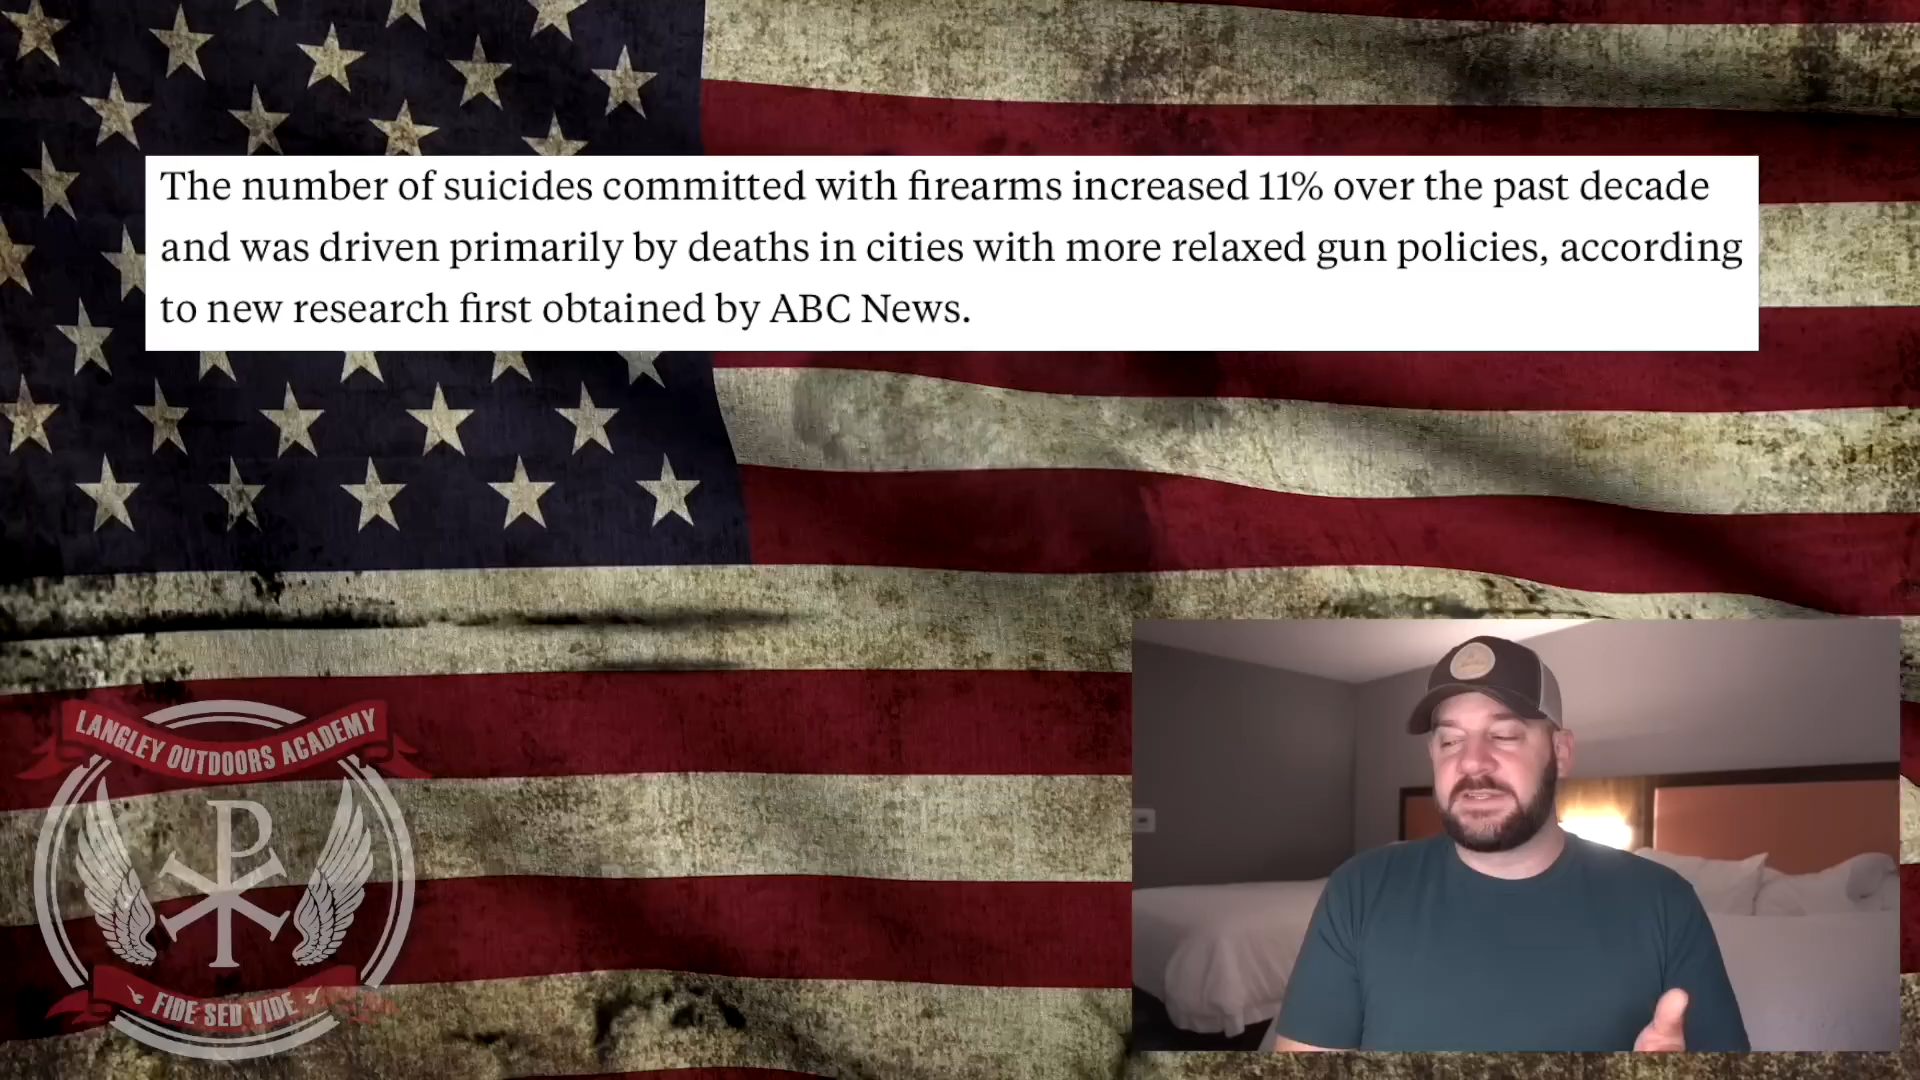 The number of suicides committed with firearms increased 11% over the past decade
and was driven primarily by deaths in cities with more relaxed gun policies, according
to new research first obtained by ABC News.
LANGLEY OUTDOORS ACADEMY
FIDE SED VIDE